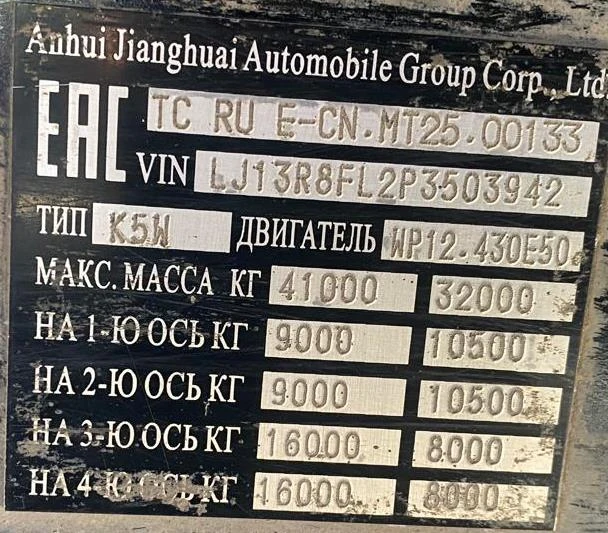 Anhui Jianghuai Automobile Group Corp., Ltd.
EAC TC RU E-CN.MT25.00133
VIN LJ13R8FL2P3503942
ТИП K5W ДВИГАТЕЛЬ WP12.430E50
МАКС. МАССА КГ 41000 32000
НА 1-Ю ОСЬ КГ 9000 10500
НА 2-Ю ОСЬ КГ 9000 10500
НА 3-Ю ОСЬ КГ 16000 8000
НА 4-Ю ОСЬ КГ 16000 8000